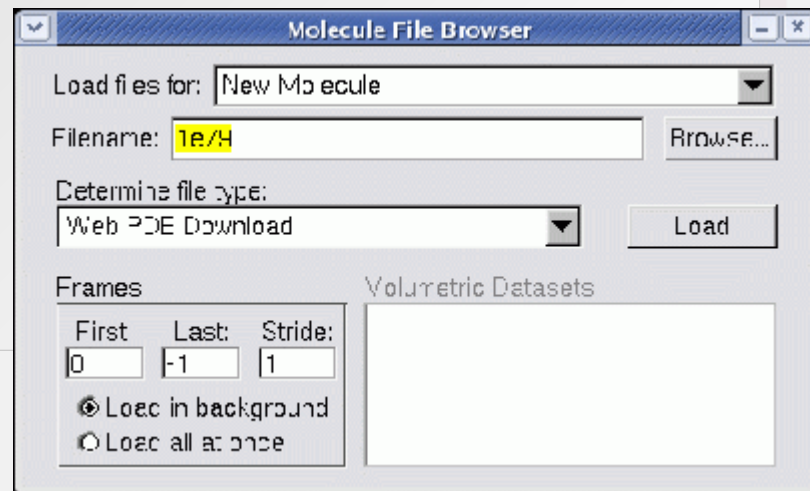 Molecule File Browser
Load files for: New Molecule
Filename: 1e79
Browse...
Determine file type:
Web PDB Download
Load
Frames
Volumetric Datasets
First Last: Stride:
0 -1 1
Load in background
Load all at once